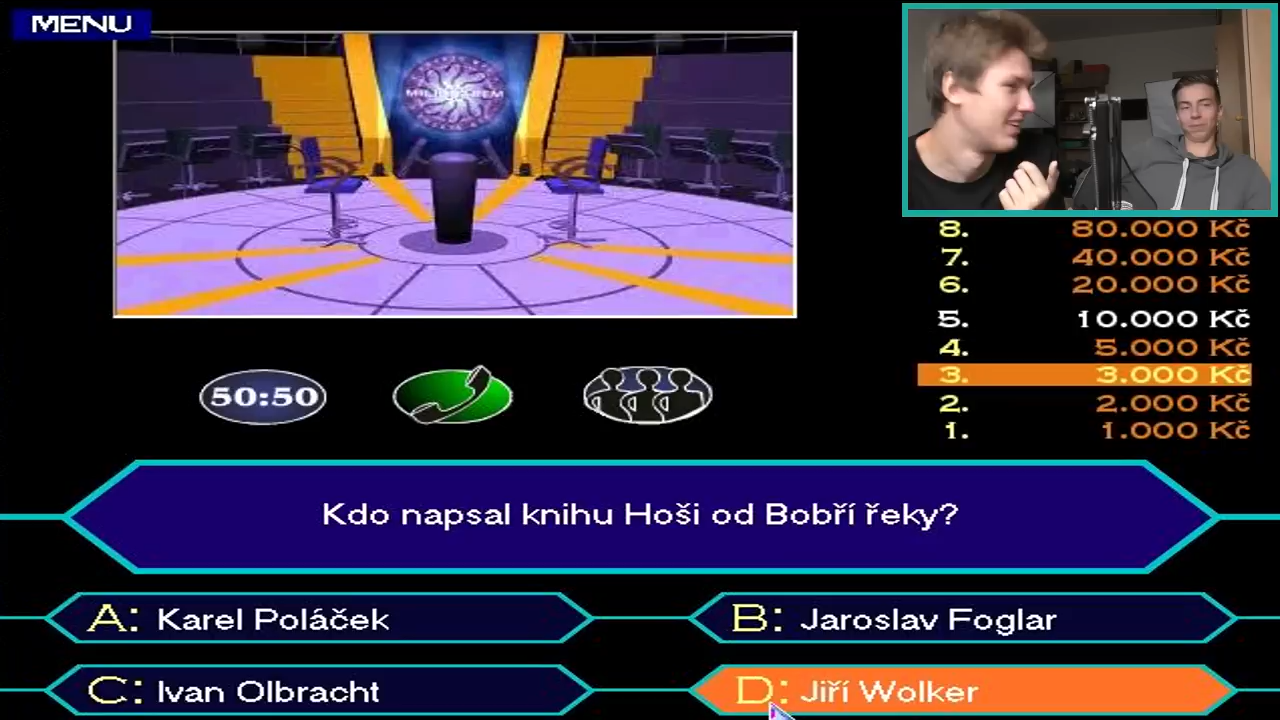 MENU
MILIONÁŘEM
8. 80.000 Kč
7. 40.000 Kč
6. 20.000 Kč
5. 10.000 Kč
4. 5.000 Kč
3. 3.000 Kč
2. 2.000 Kč
1. 1.000 Kč
50:50
Kdo napsal knihu Hoši od Bobří řeky?
A: Karel Poláček
B: Jaroslav Foglar
C: Ivan Olbracht
D: Jiří Wolker